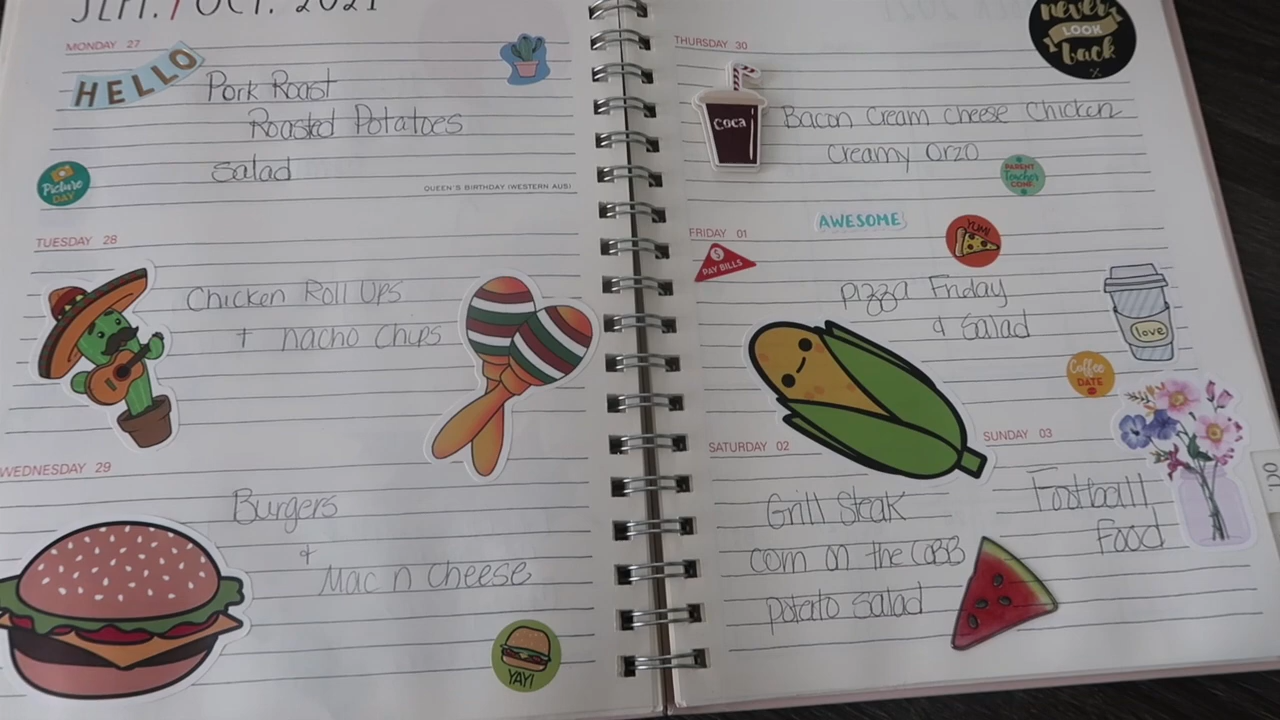 SEPT. / OCT. 2021
MONDAY 27
HELLO
Pork Roast
Roasted Potatoes
Salad
Picture DAY
QUEEN'S BIRTHDAY (WESTERN AUS)
TUESDAY 28
Chicken Roll Ups
+ nacho chips
WEDNESDAY 29
Burgers
+
Mac n cheese
YAY!
never
LOOK
back
THURSDAY 30
Coca
Bacon Cream Cheese Chicken
Creamy Orzo
PARENT
Teacher
CONF.
AWESOME
FRIDAY 01
YUM!
$
PAY BILLS
Pizza Friday
& Salad
love
Coffee
DATE
SATURDAY 02
Grill Steak
corn on the COBB
potato salad
SUNDAY 03
Football
Food
OCT.